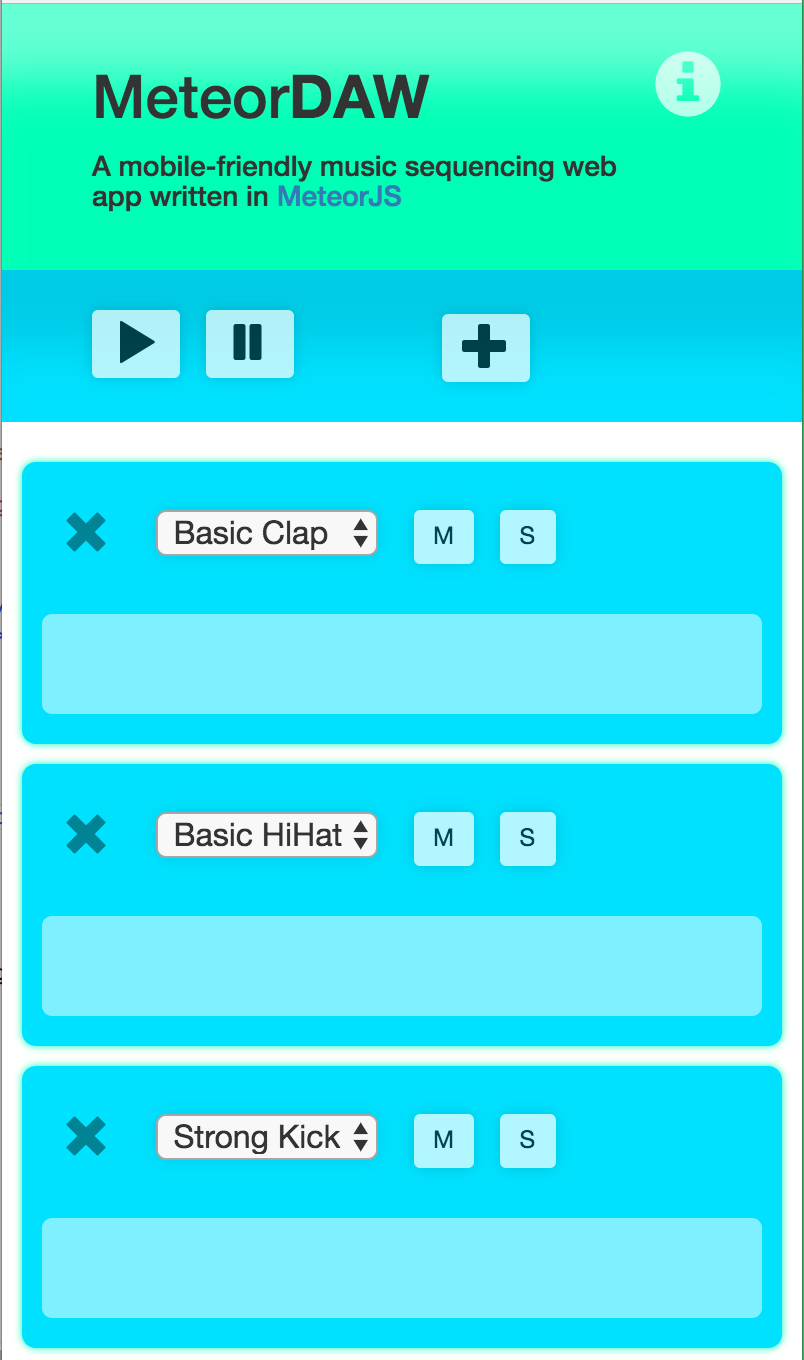 MeteorDAW
A mobile-friendly music sequencing web
app written in MeteorJS
Basic Clap
M
S
Basic HiHat
M
S
Strong Kick
M
S